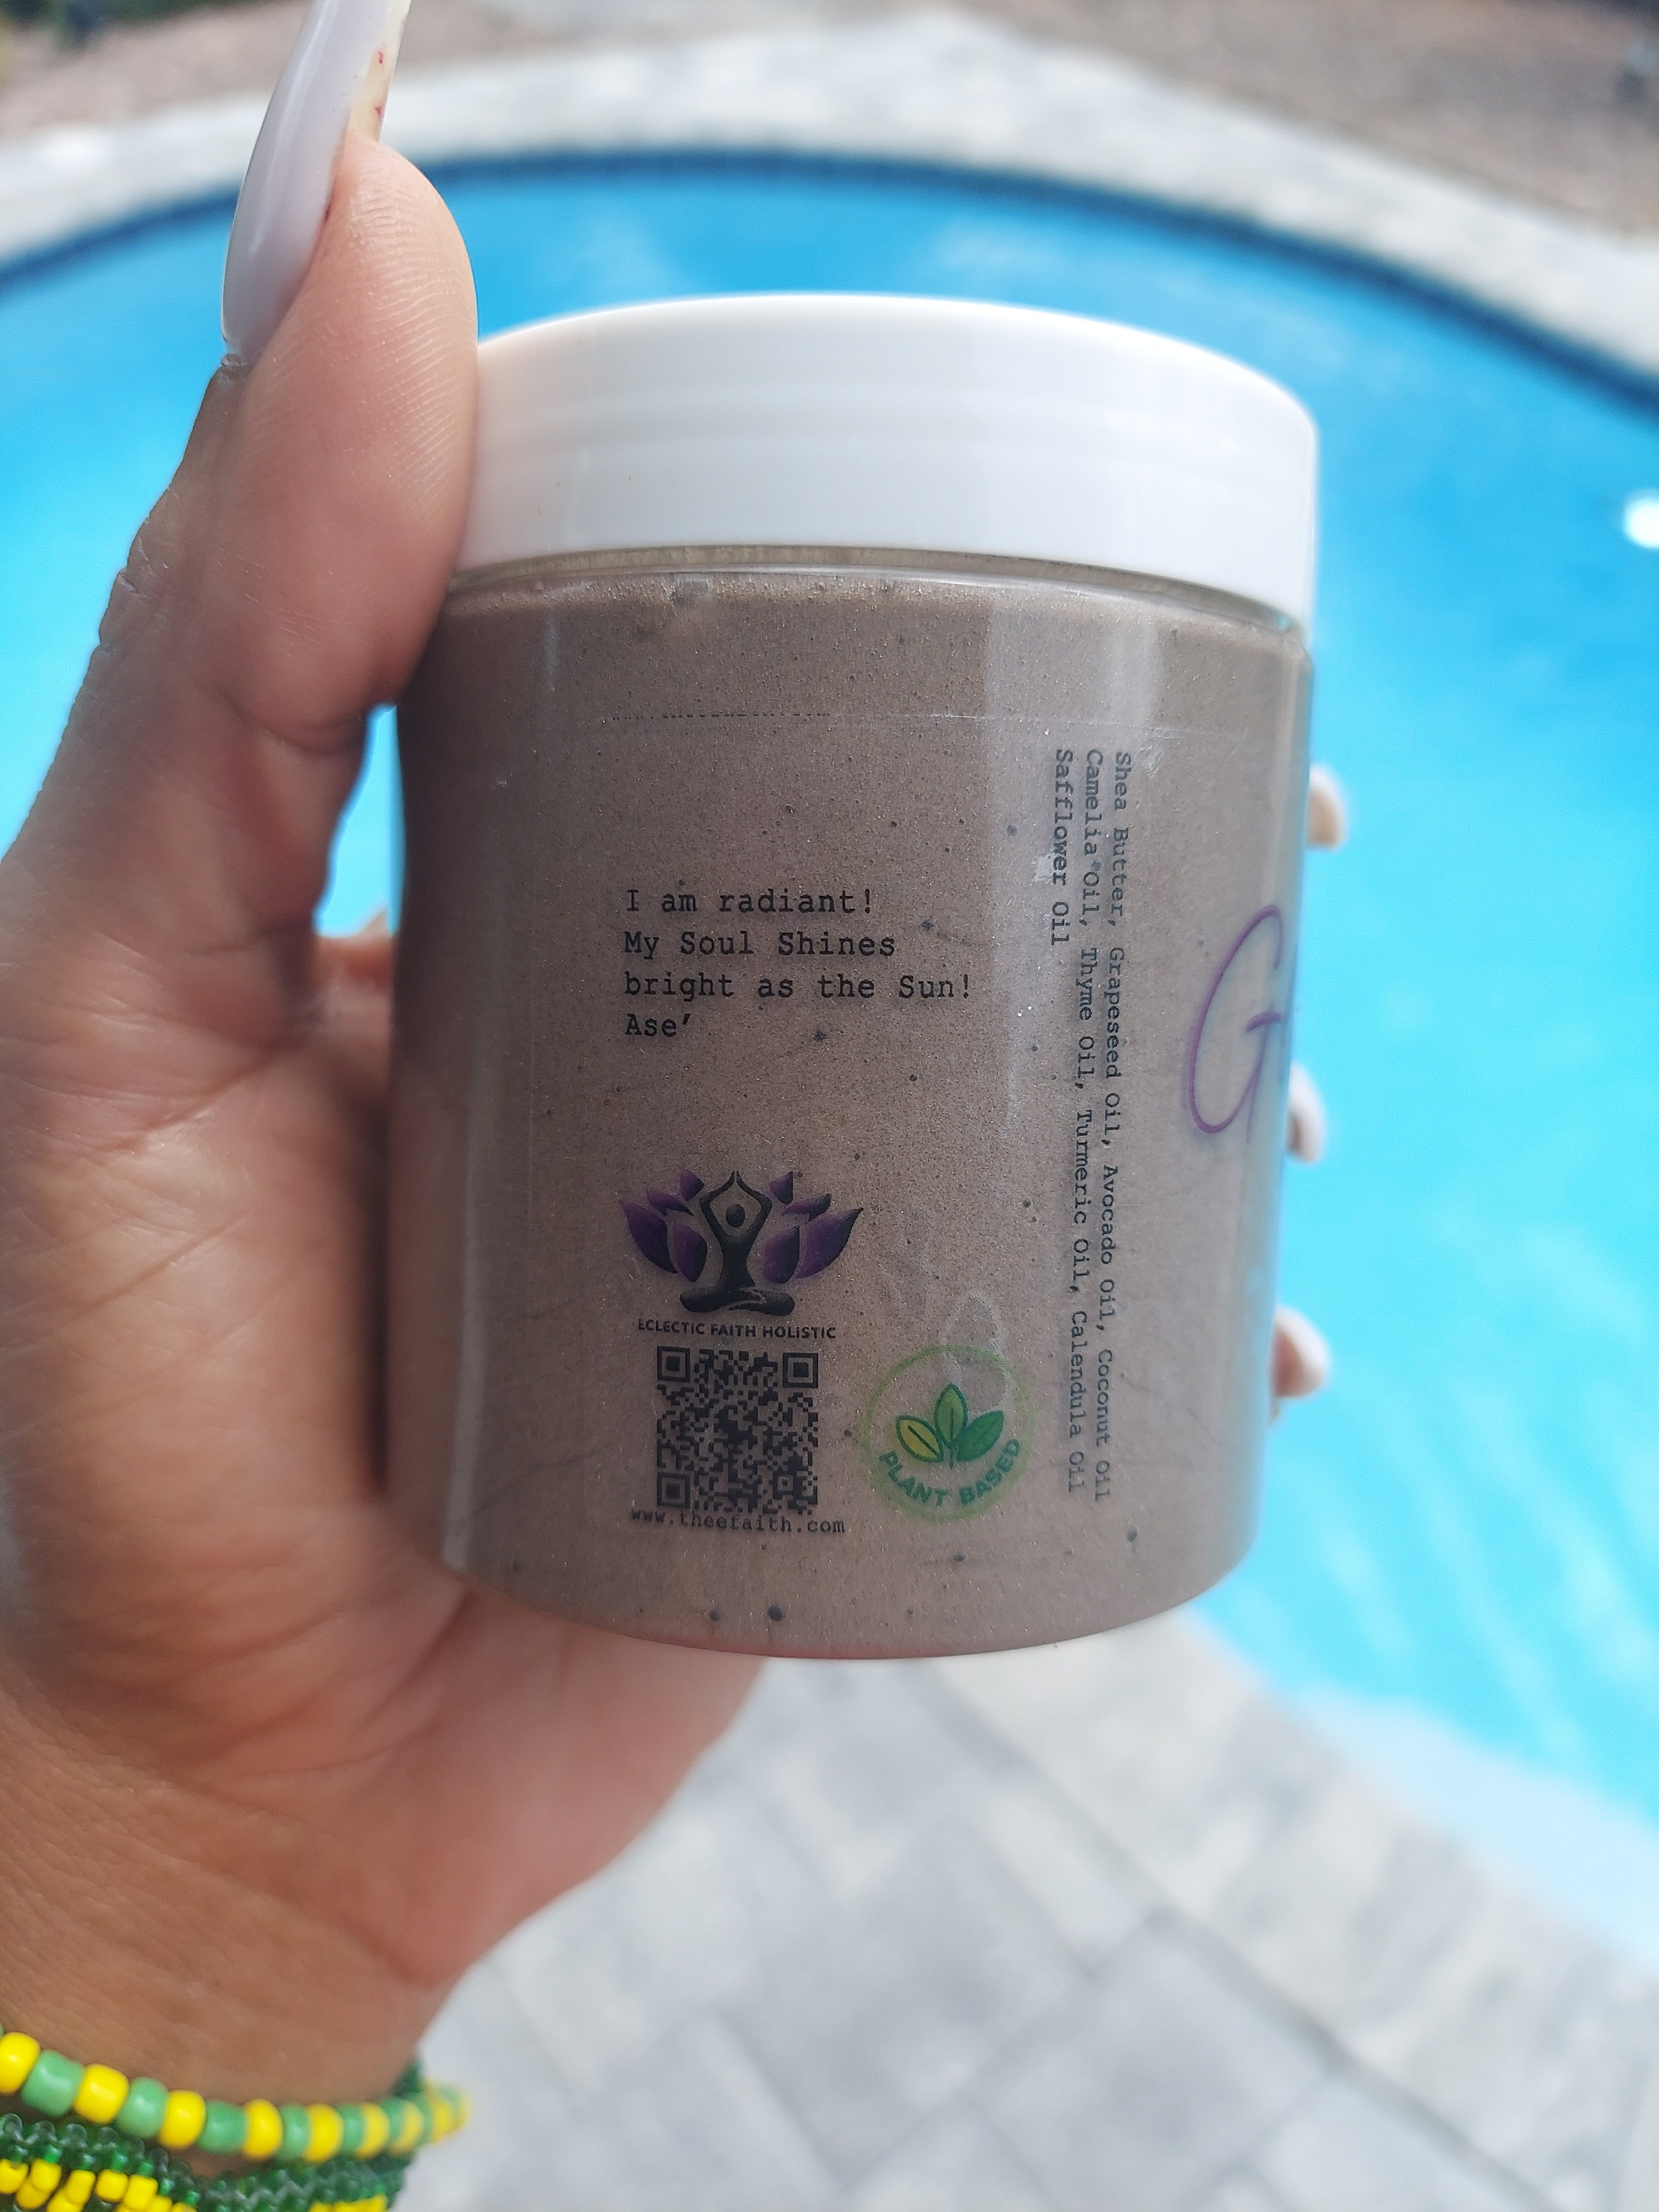 I am radiant!
My Soul Shines
bright as the Sun!
Ase'
ECLECTIC FAITH HOLISTIC
www.theefaith.com
PLANT BASED
Shea Butter, Grapeseed Oil, Avocado Oil, Coconut Oil
Camelia Oil, Thyme Oil, Turmeric Oil, Calendula Oil
Safflower Oil
G